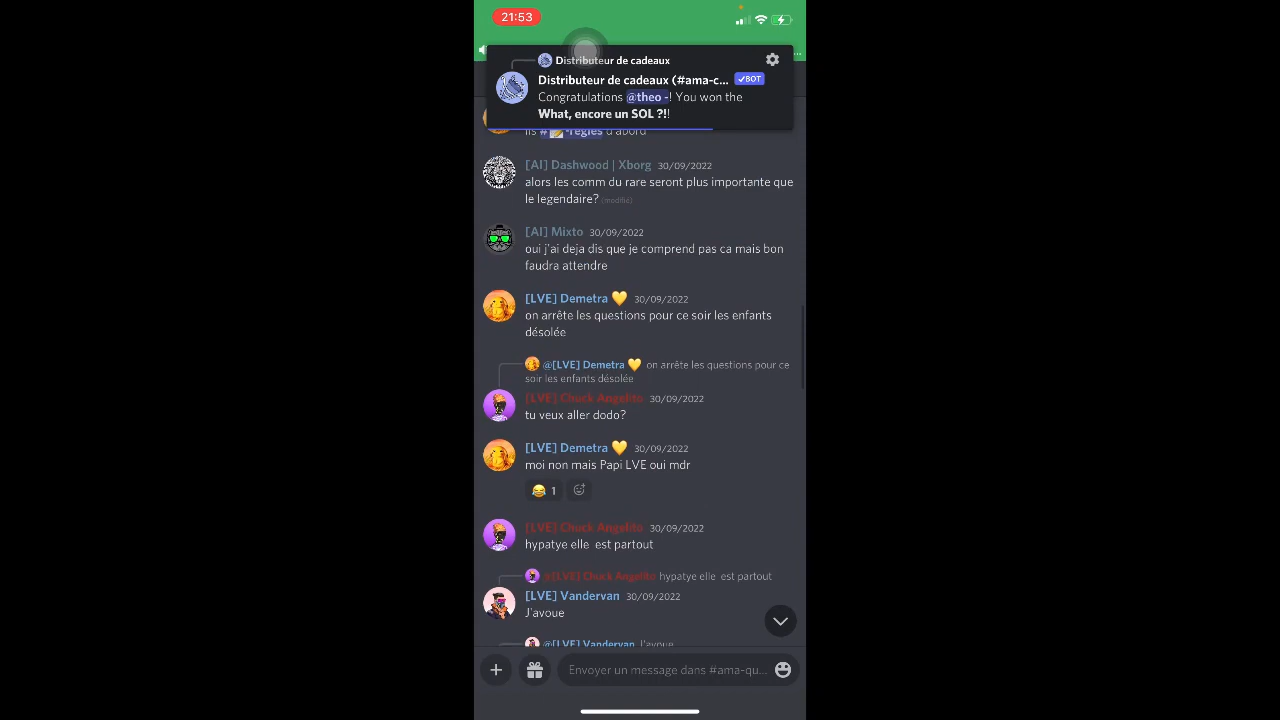 21:53
Distributeur de cadeaux
Distributeur de cadeaux (#ama-c... BOT
Congratulations @theo -! You won the
What, encore un SOL ?!!
lis #📝-règles d'abord
[AI] Dashwood | Xborg 30/09/2022
alors les comm du rare seront plus importante que
le legendaire? (modifié)
[AI] Mixto 30/09/2022
oui j'ai deja dis que je comprend pas ca mais bon
faudra attendre
[LVE] Demetra 💛 30/09/2022
on arrête les questions pour ce soir les enfants
désolée
@[LVE] Demetra 💛 on arrête les questions pour ce
soir les enfants désolée
[LVE] Chuck Angelito 30/09/2022
tu veux aller dodo?
[LVE] Demetra 💛 30/09/2022
moi non mais Papi LVE oui mdr
😂 1
[LVE] Chuck Angelito 30/09/2022
hypatye elle est partout
@[LVE] Chuck Angelito hypatye elle est partout
[LVE] Vandervan 30/09/2022
J'avoue
@[LVE] Vandervan J'avoue
Envoyer un message dans #ama-qu...